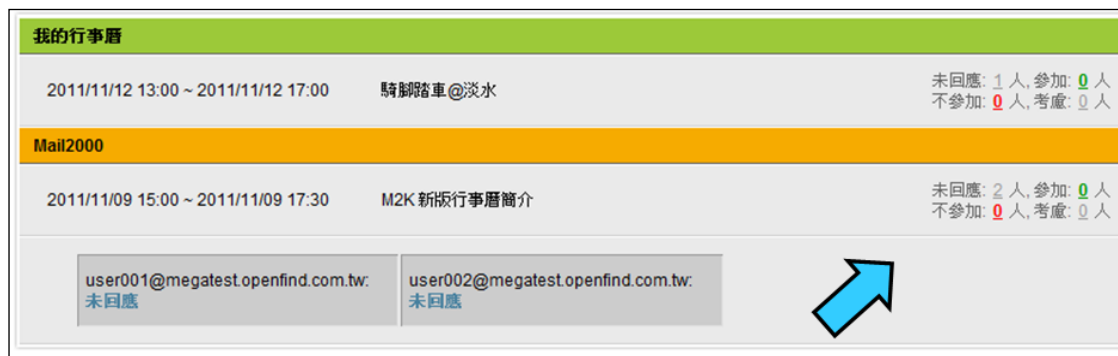 我的行事曆
2011/11/12 13:00 ~ 2011/11/12 17:00 騎腳踏車@淡水 未回應: 1 人, 參加: 0 人
不參加: 0 人, 考慮: 0 人
Mail2000
2011/11/09 15:00 ~ 2011/11/09 17:30 M2K 新版行事曆簡介 未回應: 2 人, 參加: 0 人
不參加: 0 人, 考慮: 0 人
user001@megatest.openfind.com.tw: user002@megatest.openfind.com.tw:
未回應 未回應